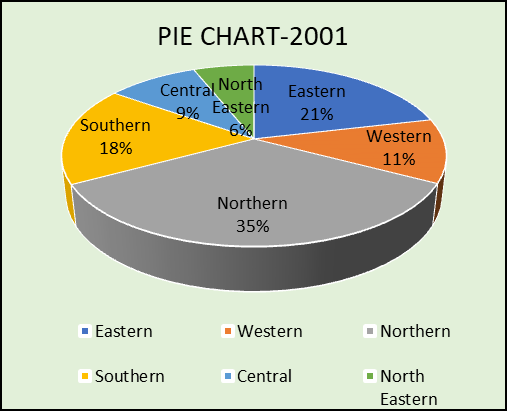 PIE CHART-2001
Eastern
21%
Western
11%
Northern
35%
Southern
18%
Central
9%
North
Eastern
6%
Eastern
Western
Northern
Southern
Central
North
Eastern